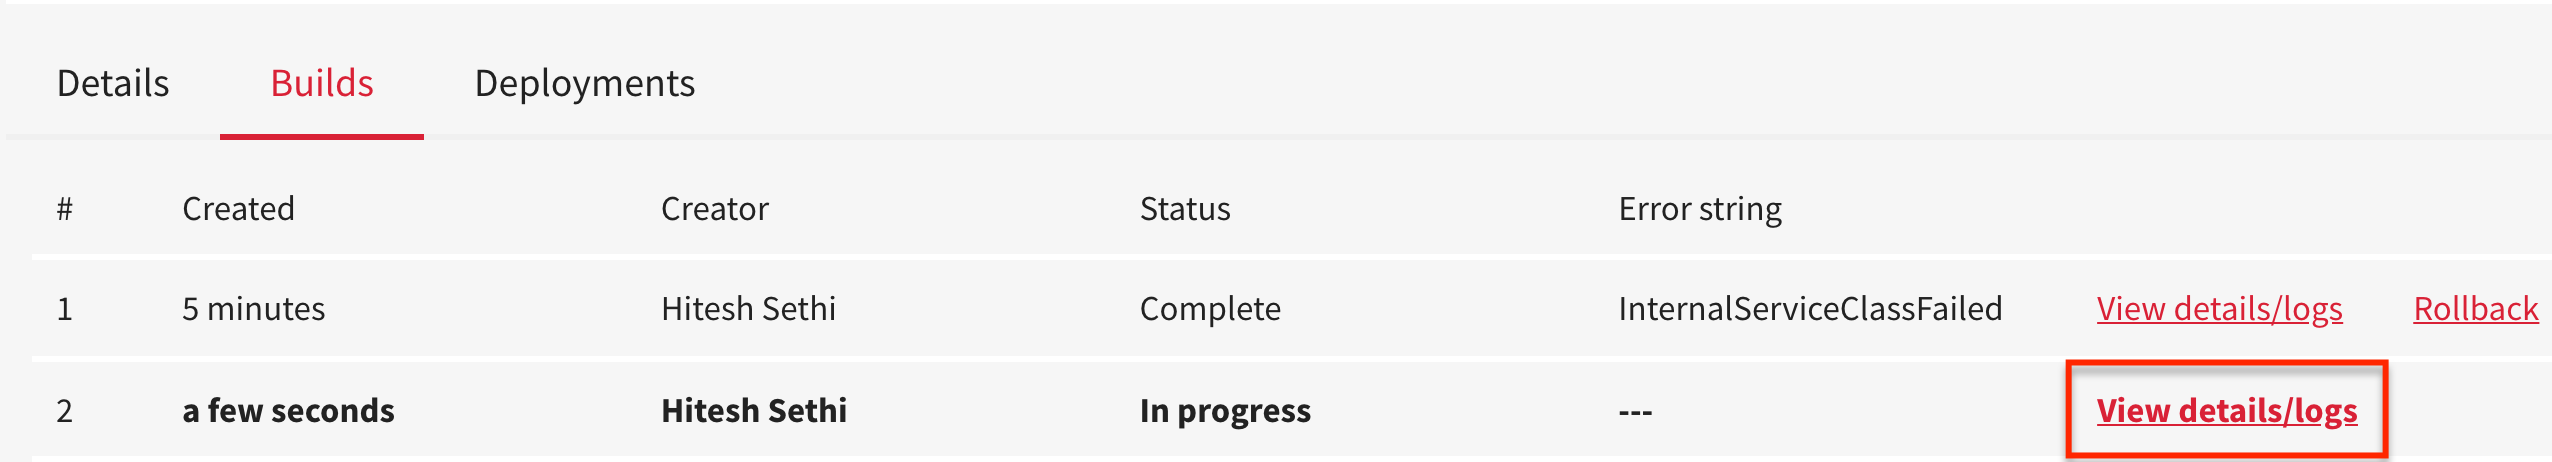 Details Builds Deployments
# Created Creator Status Error string
1 5 minutes Hitesh Sethi Complete InternalServiceClassFailed View details/logs Rollback
2 a few seconds Hitesh Sethi In progress --- View details/logs